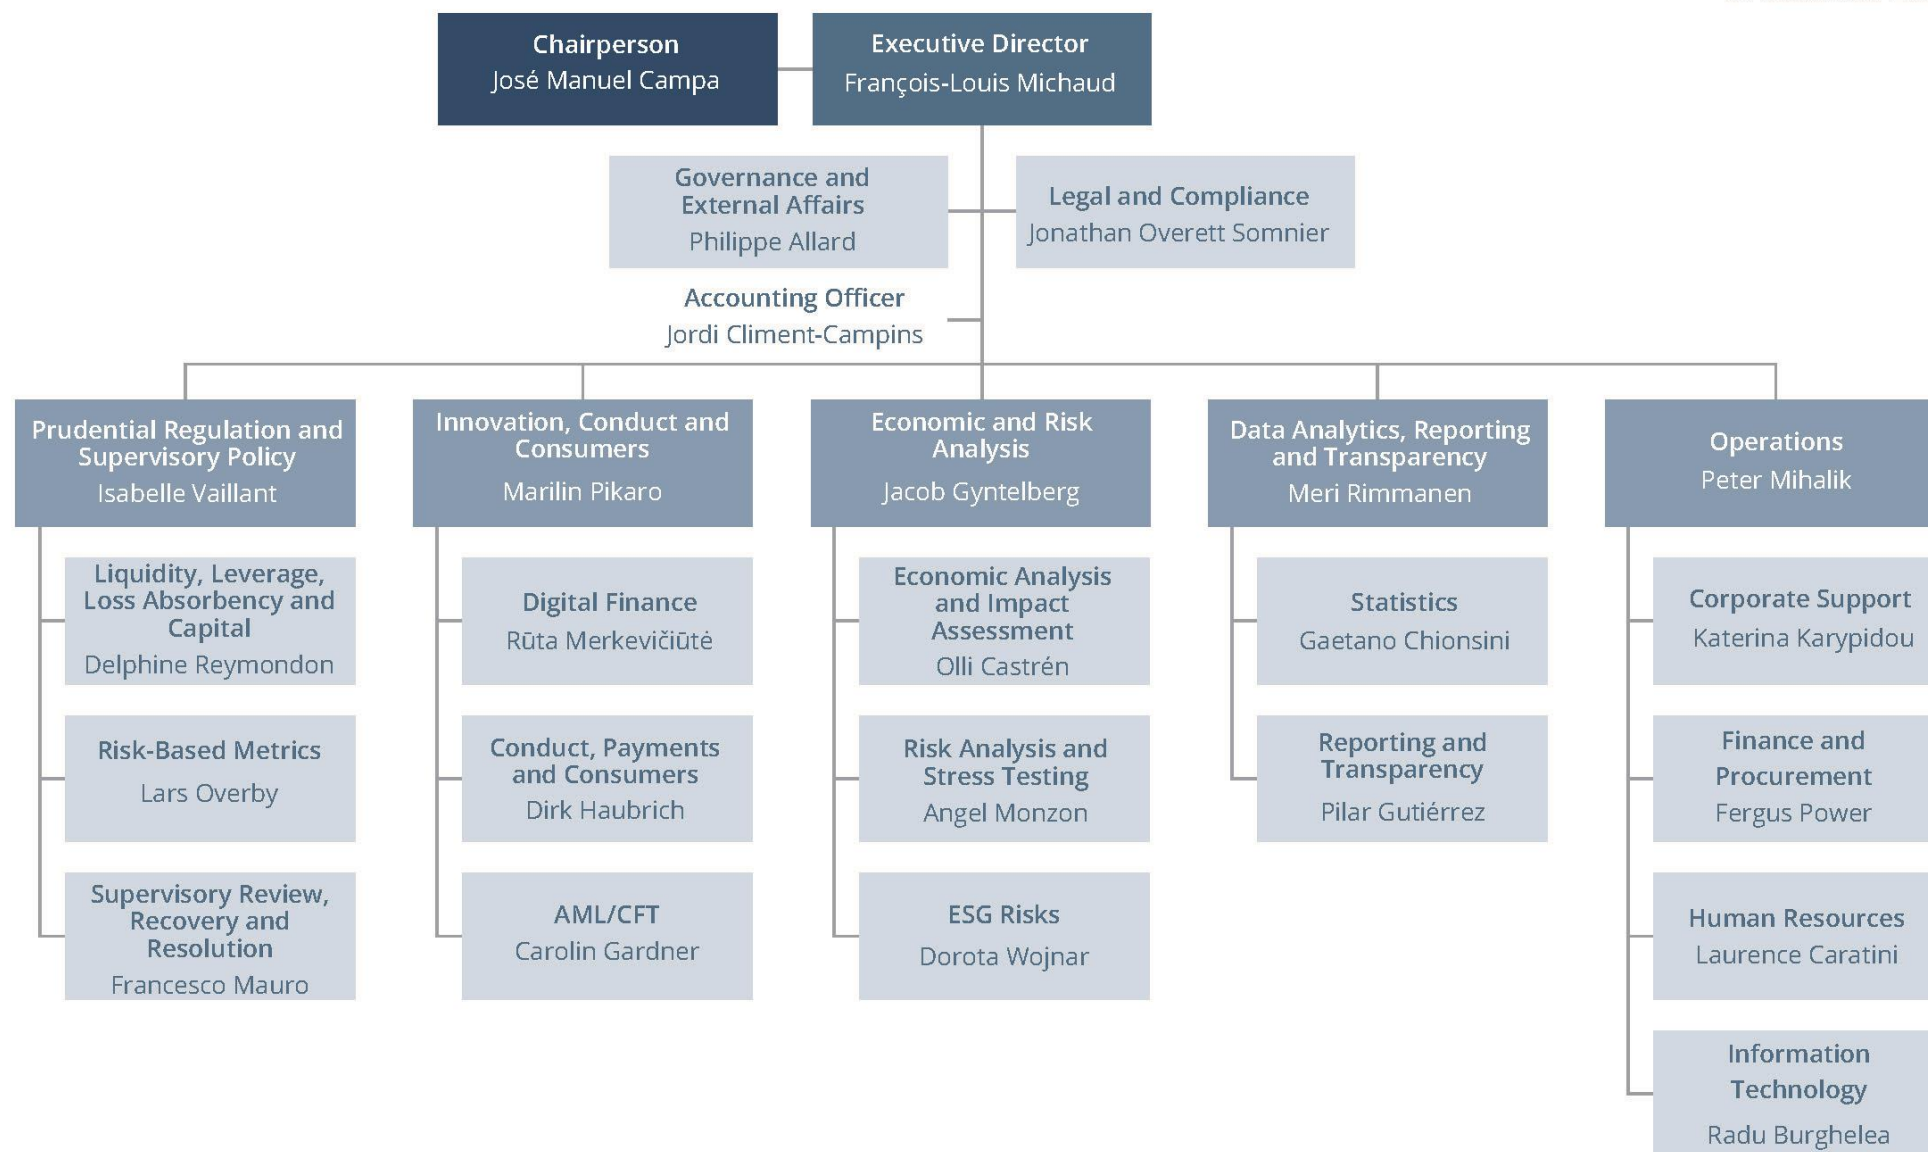 Chairperson
José Manuel Campa
Executive Director
François-Louis Michaud
Governance and
External Affairs
Philippe Allard
Legal and Compliance
Jonathan Overett Somnier
Accounting Officer
Jordi Climent-Campins
Prudential Regulation and
Supervisory Policy
Isabelle Vaillant
Innovation, Conduct and
Consumers
Marilin Pikaro
Economic and Risk
Analysis
Jacob Gyntelberg
Data Analytics, Reporting
and Transparency
Meri Rimmanen
Operations
Peter Mihalik
Liquidity, Leverage,
Loss Absorbency and
Capital
Delphine Reymondon
Risk-Based Metrics
Lars Overby
Supervisory Review,
Recovery and
Resolution
Francesco Mauro
Digital Finance
Rūta Merkevičiūtė
Conduct, Payments
and Consumers
Dirk Haubrich
AML/CFT
Carolin Gardner
Economic Analysis
and Impact
Assessment
Olli Castrén
Risk Analysis and
Stress Testing
Angel Monzon
ESG Risks
Dorota Wojnar
Statistics
Gaetano Chionsini
Reporting and
Transparency
Pilar Gutiérrez
Corporate Support
Katerina Karypidou
Finance and
Procurement
Fergus Power
Human Resources
Laurence Caratini
Information
Technology
Radu Burghelea